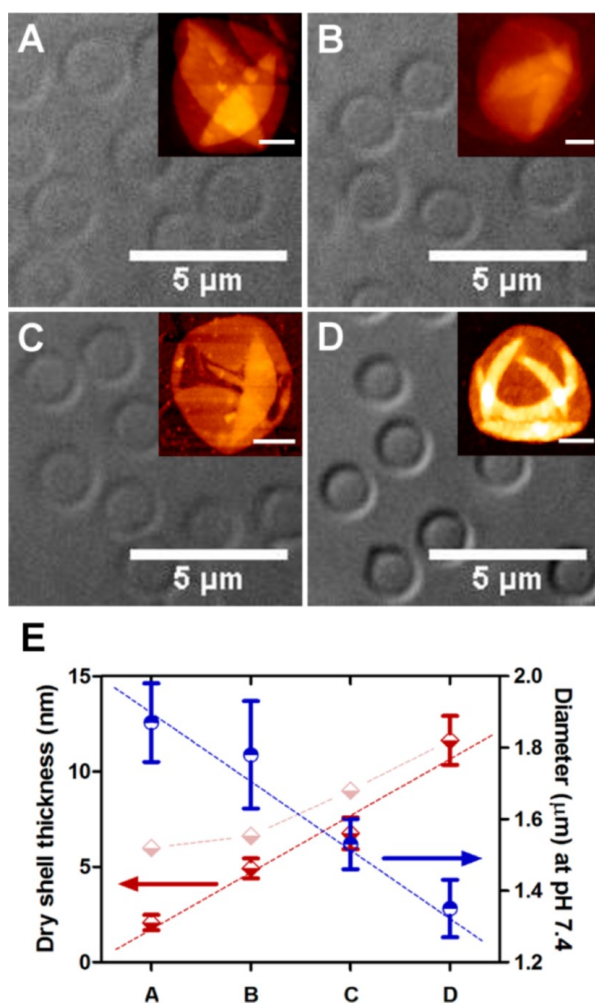 A
B
5 µm
5 µm
C
D
5 µm
5 µm
E
Dry shell thickness (nm)
15
10
5
0
2.0
1.8
1.6
1.4
1.2
Diameter (µm) at pH 7.4
A B C D